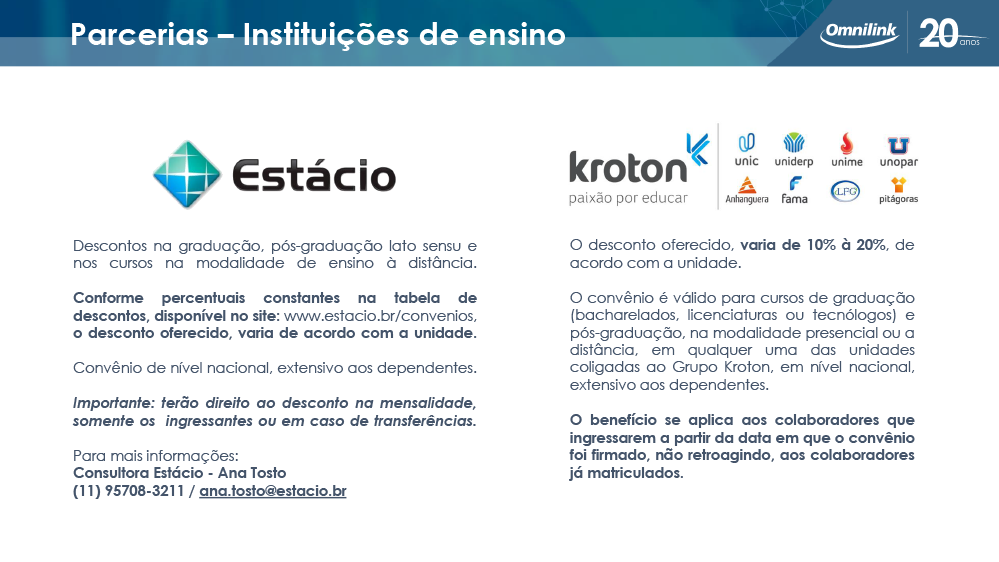 Parcerias – Instituições de ensino
Omnilink
20 anos
Estácio
Descontos na graduação, pós-graduação lato sensu e
nos cursos na modalidade de ensino à distância.
Conforme percentuais constantes na tabela de
descontos, disponível no site: www.estacio.br/convenios,
o desconto oferecido, varia de acordo com a unidade.
Convênio de nível nacional, extensivo aos dependentes.
Importante: terão direito ao desconto na mensalidade,
somente os ingressantes ou em caso de transferências.
Para mais informações:
Consultora Estácio - Ana Tosto
(11) 95708-3211 / ana.tosto@estacio.br
kroton
paixão por educar
unic uniderp unime unopar
Anhanguera fama LFG pitágoras
O desconto oferecido, varia de 10% à 20%, de
acordo com a unidade.
O convênio é válido para cursos de graduação
(bacharelados, licenciaturas ou tecnólogos) e
pós-graduação, na modalidade presencial ou a
distância, em qualquer uma das unidades
coligadas ao Grupo Kroton, em nível nacional,
extensivo aos dependentes.
O benefício se aplica aos colaboradores que
ingressarem a partir da data em que o convênio
foi firmado, não retroagindo, aos colaboradores
já matriculados.